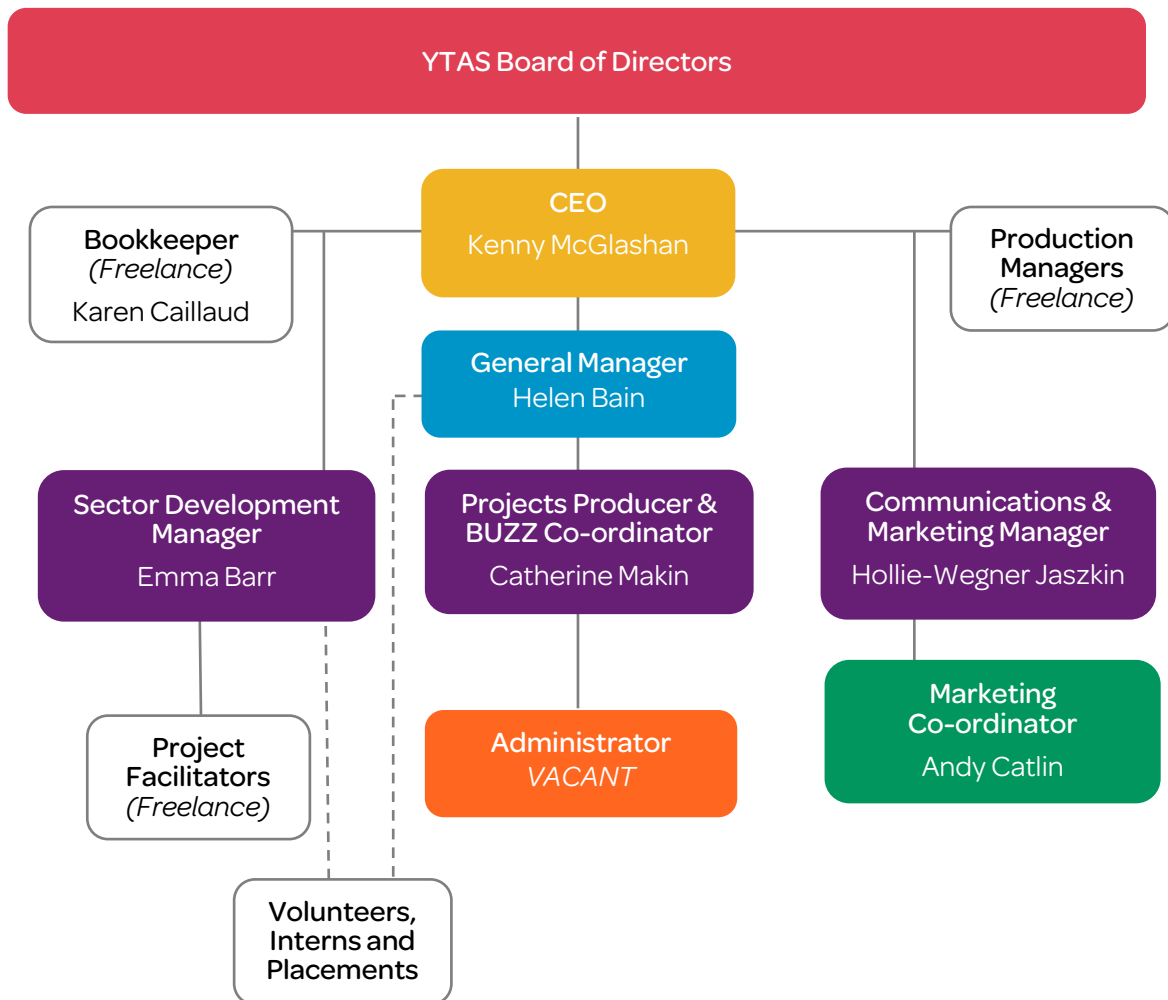 YTAS Board of Directors
CEO
Kenny McGlashan
Bookkeeper
(Freelance)
Karen Caillaud
Production
Managers
(Freelance)
General Manager
Helen Bain
Sector Development
Manager
Emma Barr
Projects Producer &
BUZZ Co-ordinator
Catherine Makin
Communications &
Marketing Manager
Hollie-Wegner Jaszkin
Marketing
Co-ordinator
Andy Catlin
Project
Facilitators
(Freelance)
Administrator
VACANT
Volunteers,
Interns and
Placements